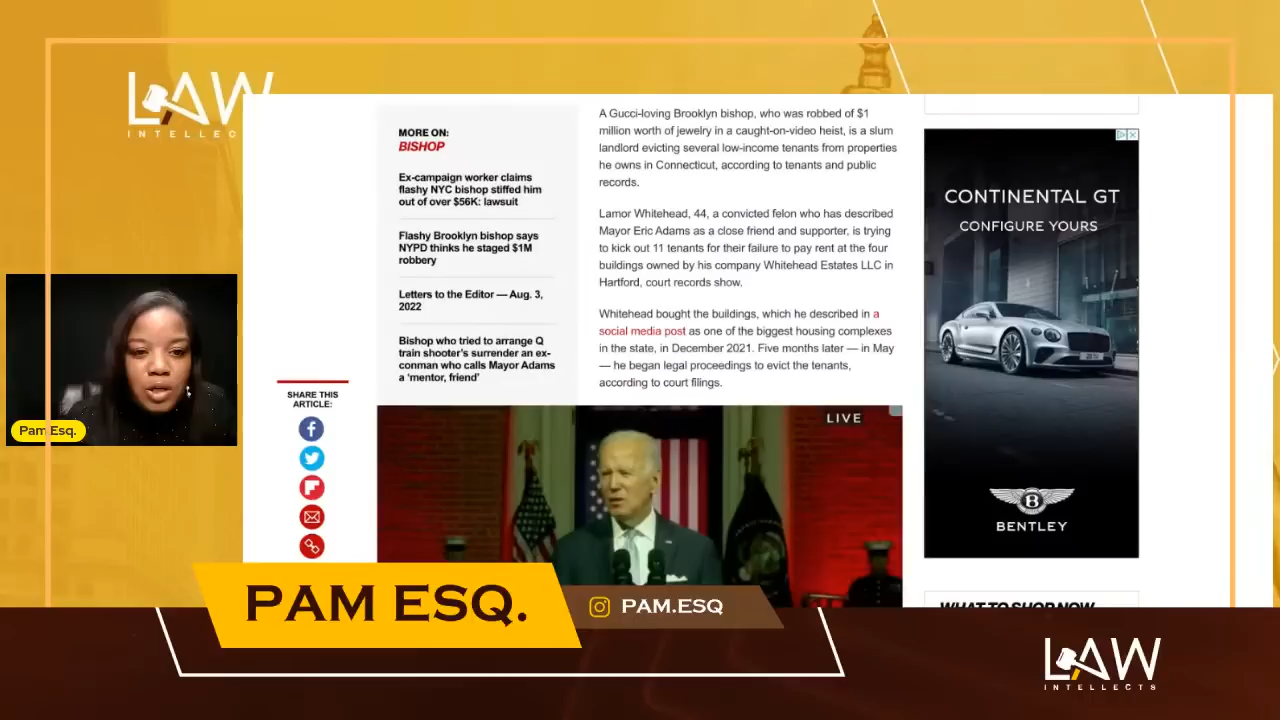 LAW
INTELLEC
MORE ON:
BISHOP
Ex-campaign worker claims
flashy NYC bishop stiffed him
out of over $56K: lawsuit
Flashy Brooklyn bishop says
NYPD thinks he staged $1M
robbery
Letters to the Editor — Aug. 3,
2022
Bishop who tried to arrange Q
train shooter's surrender an ex-
conman who calls Mayor Adams
a 'mentor, friend'
SHARE THIS
ARTICLE:
A Gucci-loving Brooklyn bishop, who was robbed of $1
million worth of jewelry in a caught-on-video heist, is a slum
landlord evicting several low-income tenants from properties
he owns in Connecticut, according to tenants and public
records.
Lamor Whitehead, 44, a convicted felon who has described
Mayor Eric Adams as a close friend and supporter, is trying
to kick out 11 tenants for their failure to pay rent at the four
buildings owned by his company Whitehead Estates LLC in
Hartford, court records show.
Whitehead bought the buildings, which he described in a
social media post as one of the biggest housing complexes
in the state, in December 2021. Five months later — in May
— he began legal proceedings to evict the tenants,
according to court filings.
LIVE
CONTINENTAL GT
CONFIGURE YOURS
B
BENTLEY
WHAT TO SHOP NOW
Pam Esq.
PAM ESQ.
PAM.ESQ
LAW
INTELLECTS